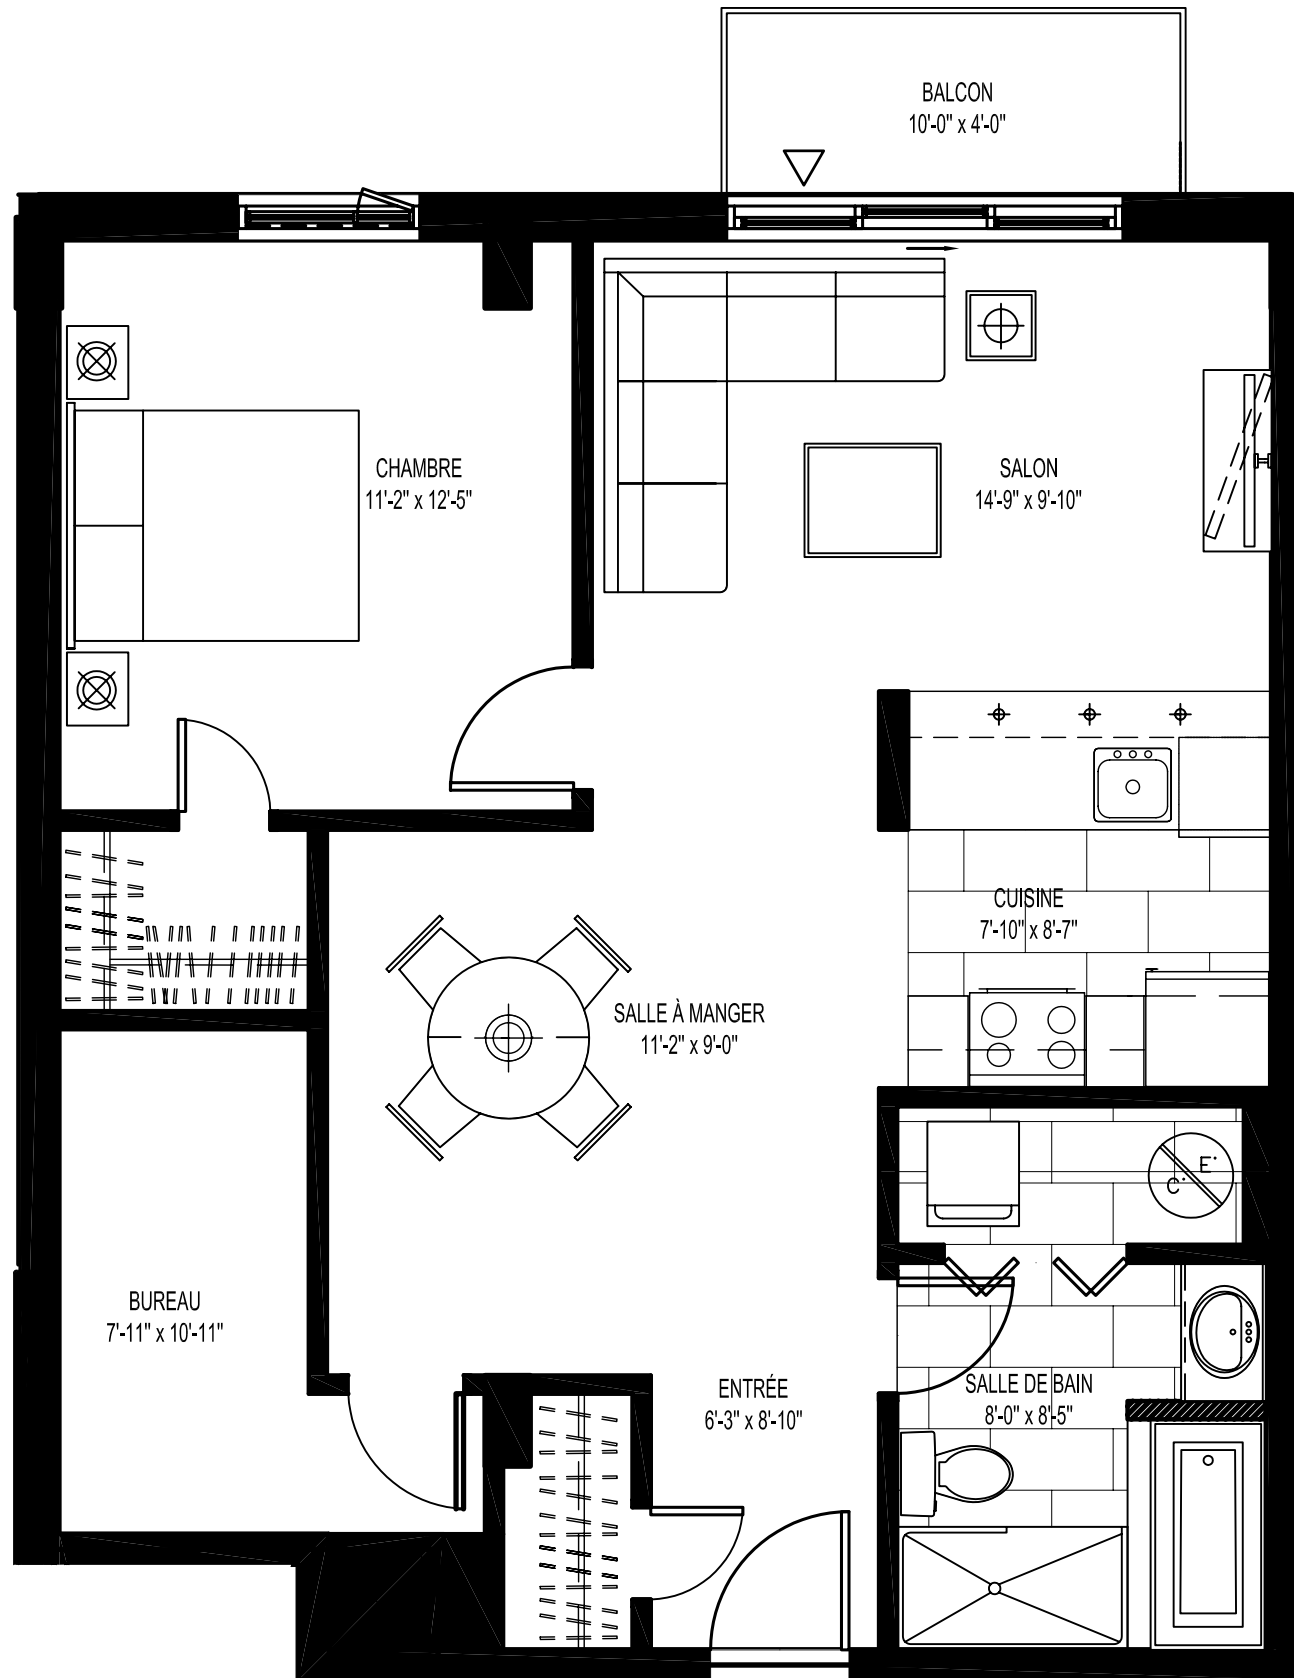 BALCON
10'-0" x 4'-0"
CHAMBRE
11'-2" x 12'-5"
SALON
14'-9" x 9'-10"
CUISINE
7'-10" x 8'-7"
SALLE À MANGER
11'-2" x 9'-0"
E
C
BUREAU
7'-11" x 10'-11"
ENTRÉE
6'-3" x 8'-10"
SALLE DE BAIN
8'-0" x 8'-5"